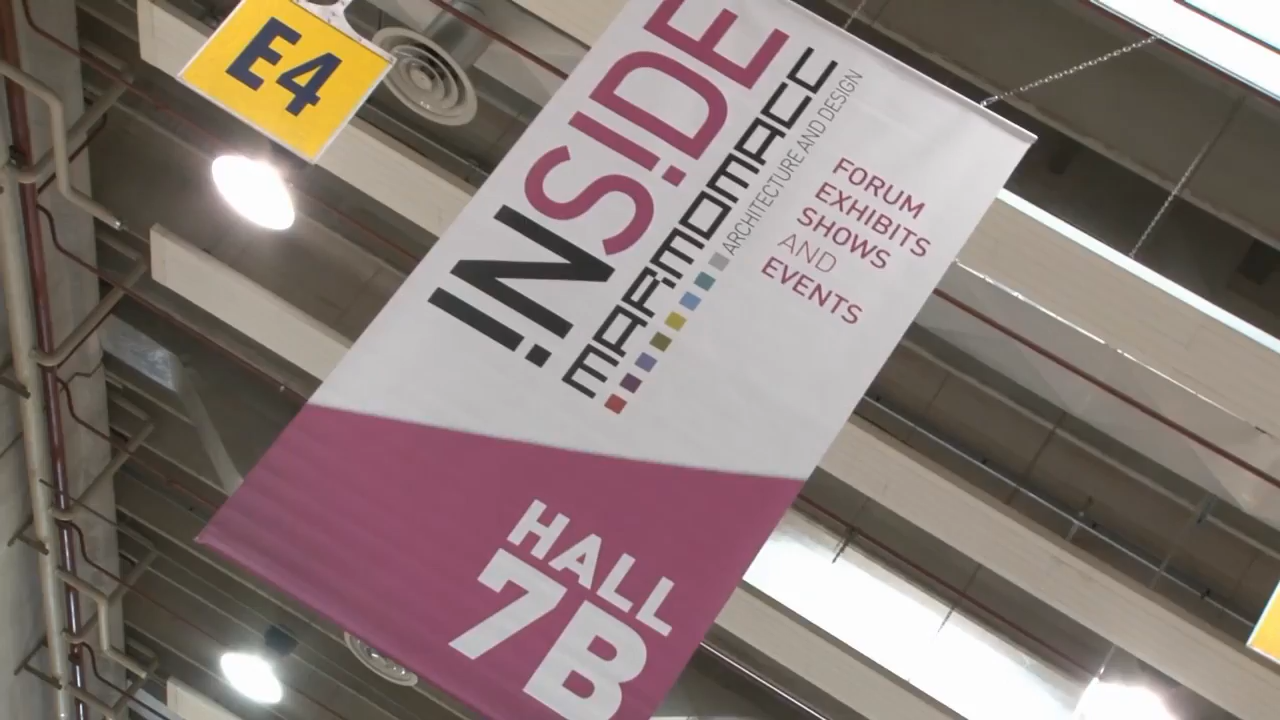 E4
INSIDE
MARMOMACC
ARCHITECTURE AND DESIGN
FORUM
EXHIBITS
SHOWS
AND
EVENTS
HALL
7B